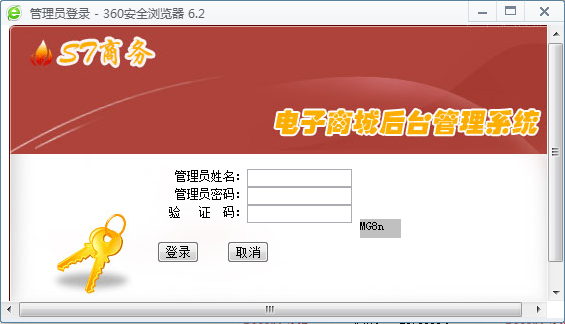 管理员登录 - 360安全浏览器 6.2
ST商务
电子商城后台管理系统
管理员姓名：
管理员密码：
验 证 码：
MG8n
登录 取消